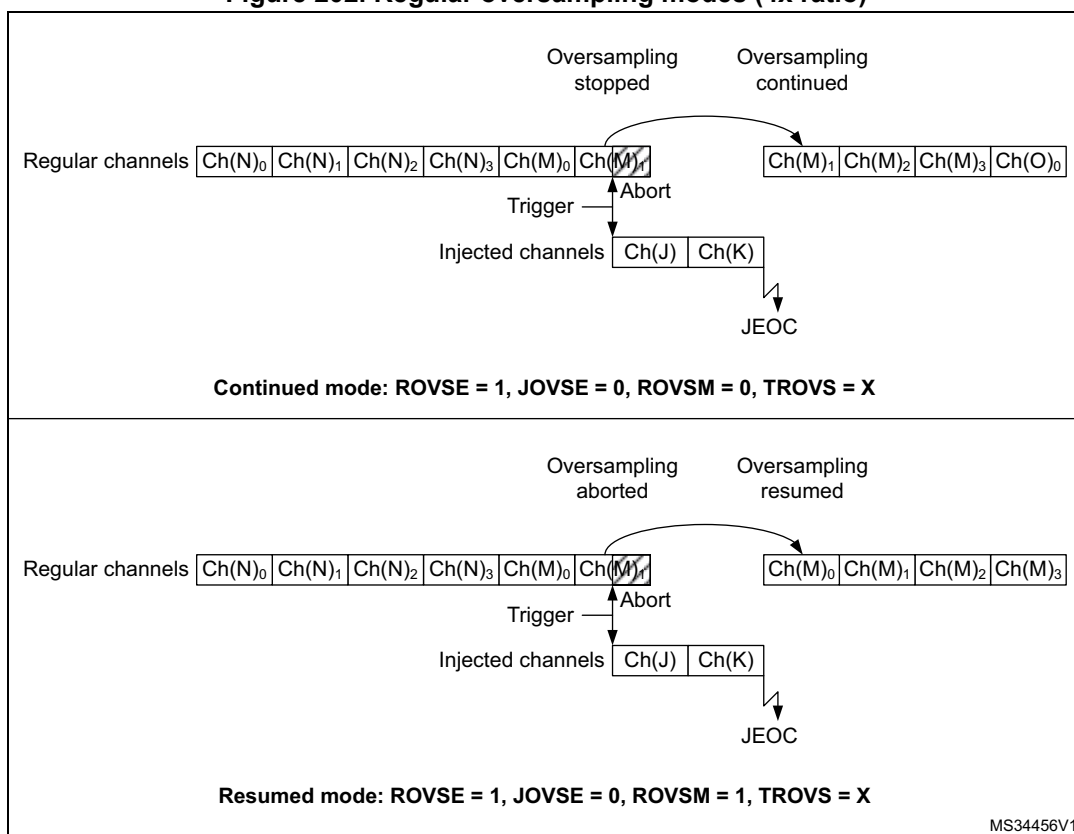 Oversampling stopped
Oversampling continued
Regular channels Ch(N)₀ Ch(N)₁ Ch(N)₂ Ch(N)₃ Ch(M)₀ Ch(M)₁ Ch(M)₁ Ch(M)₂ Ch(M)₃ Ch(O)₀
Abort
Trigger
Injected channels Ch(J) Ch(K)
JEOC
Continued mode: ROVSE = 1, JOVSE = 0, ROVSM = 0, TROVS = X
Oversampling aborted
Oversampling resumed
Regular channels Ch(N)₀ Ch(N)₁ Ch(N)₂ Ch(N)₃ Ch(M)₀ Ch(M)₁ Ch(M)₀ Ch(M)₁ Ch(M)₂ Ch(M)₃
Abort
Trigger
Injected channels Ch(J) Ch(K)
JEOC
Resumed mode: ROVSE = 1, JOVSE = 0, ROVSM = 1, TROVS = X
MS34456V1